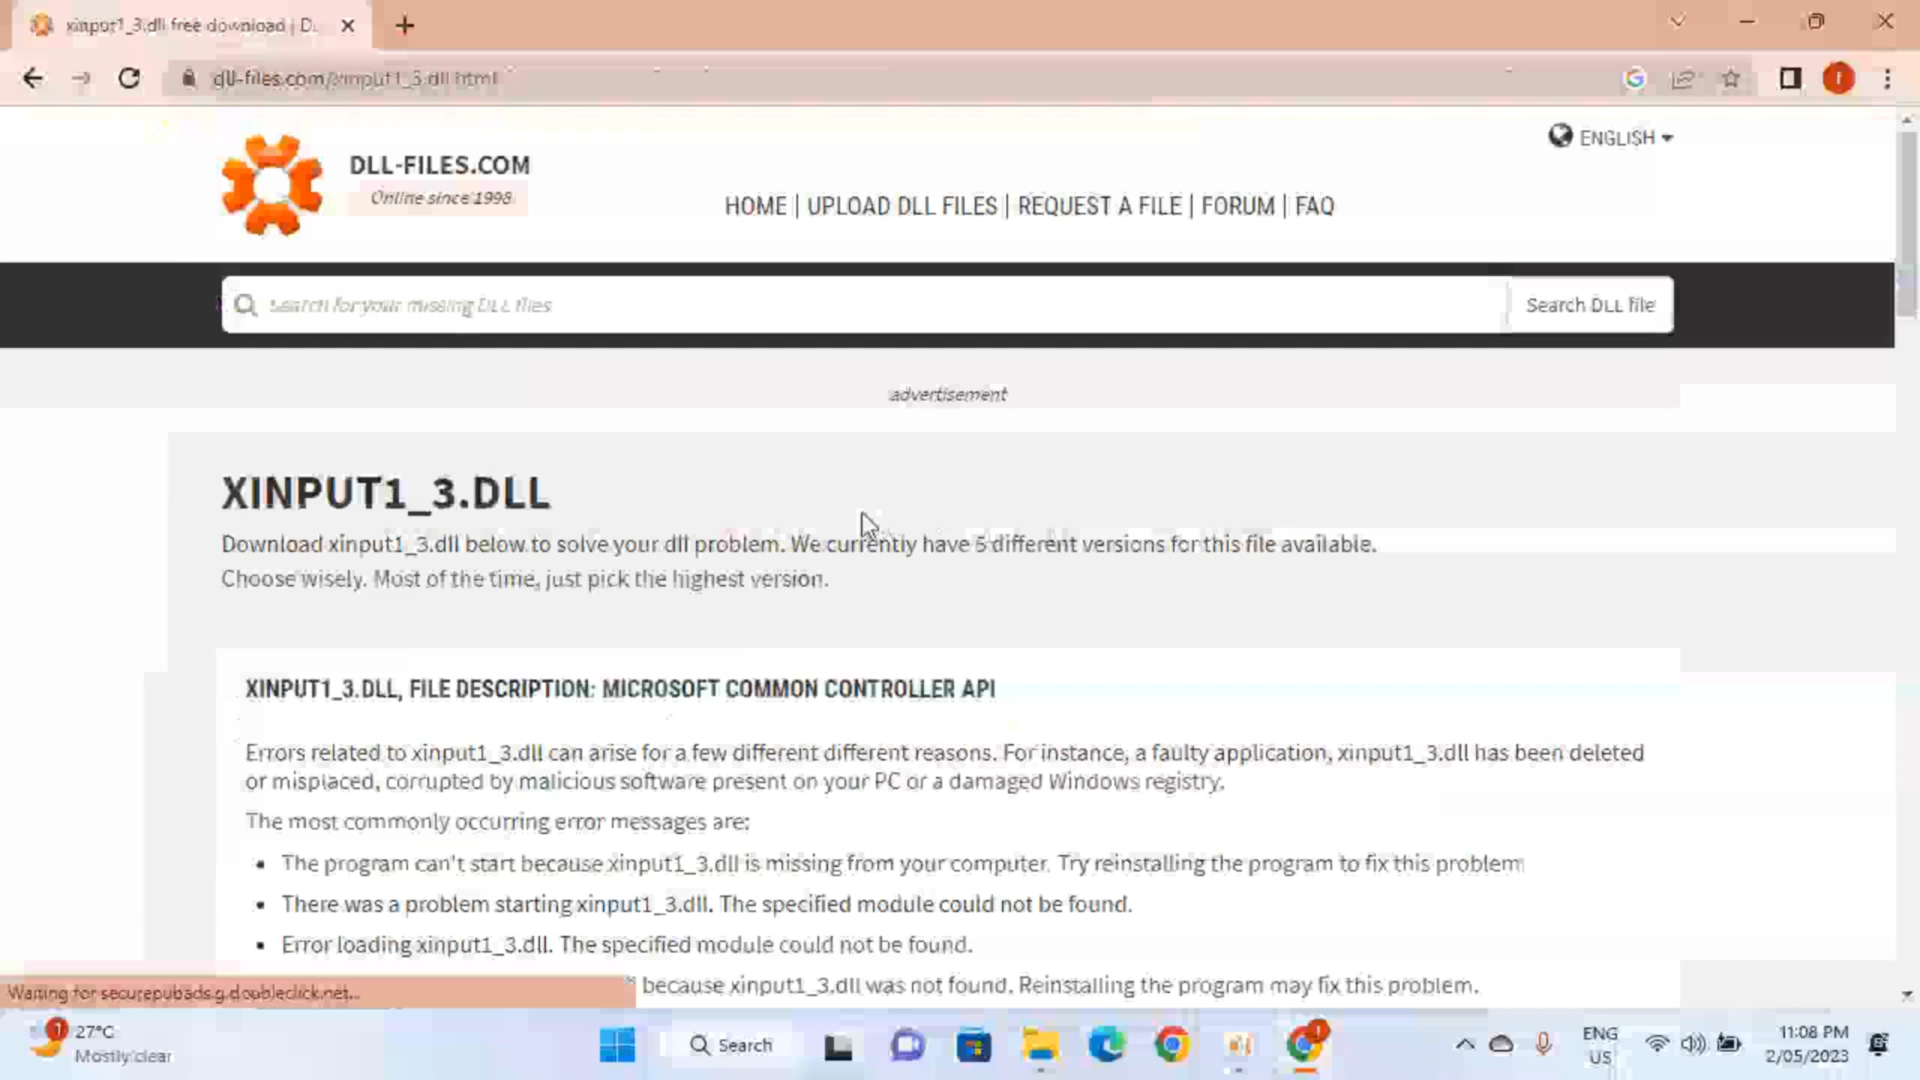 xinput1_3.dll free download | D
dll-files.com/xinput1_3.dll.html
ENGLISH
DLL-FILES.COM
Online since 1998
HOME | UPLOAD DLL FILES | REQUEST A FILE | FORUM | FAQ
Search for your missing DLL files
Search DLL file
advertisement
XINPUT1_3.DLL
Download xinput1_3.dll below to solve your dll problem. We currently have 5 different versions for this file available.
Choose wisely. Most of the time, just pick the highest version.
XINPUT1_3.DLL, FILE DESCRIPTION: MICROSOFT COMMON CONTROLLER API
Errors related to xinput1_3.dll can arise for a few different different reasons. For instance, a faulty application, xinput1_3.dll has been deleted
or misplaced, corrupted by malicious software present on your PC or a damaged Windows registry.
The most commonly occurring error messages are:
• The program can't start because xinput1_3.dll is missing from your computer. Try reinstalling the program to fix this problem
• There was a problem starting xinput1_3.dll. The specified module could not be found.
• Error loading xinput1_3.dll. The specified module could not be found.
because xinput1_3.dll was not found. Reinstalling the program may fix this problem.
Waiting for securepubads.g.doubleclick.net...
1
27°C
Mostly clear
Search
ENG
US
11:08 PM
2/05/2023